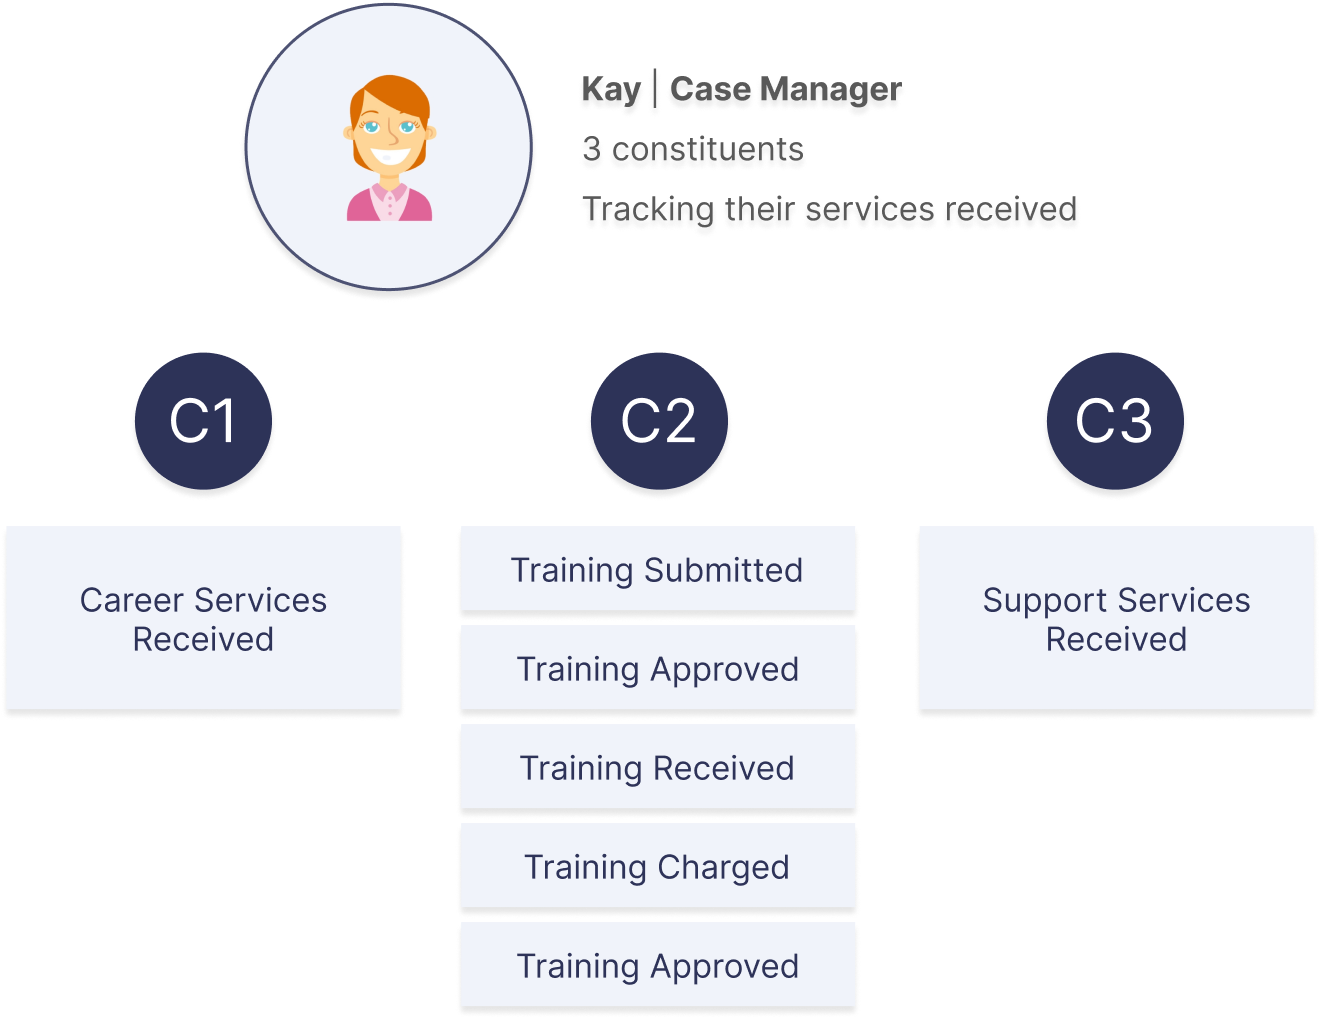 Kay | Case Manager
3 constituents
Tracking their services received
C1
Career Services
Received
C2
Training Submitted
Training Approved
Training Received
Training Charged
Training Approved
C3
Support Services
Received